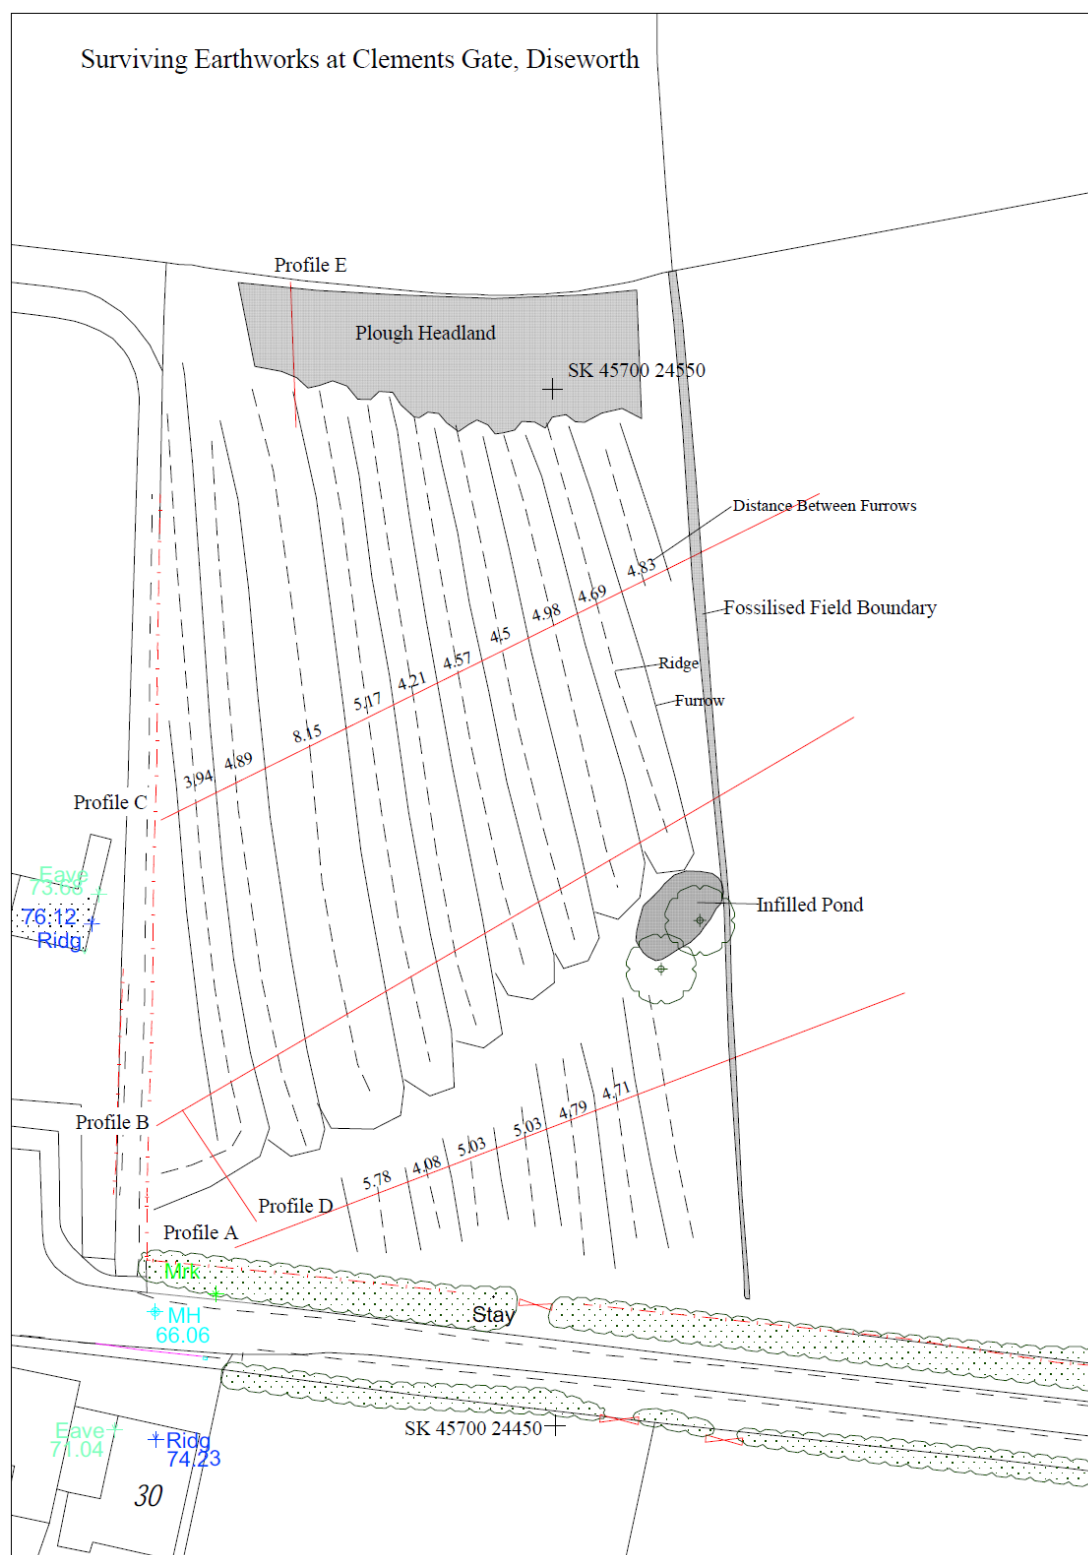 Surviving Earthworks at Clements Gate, Diseworth
Profile E
Plough Headland
SK 45700 24550
Distance Between Furrows
4.83
4.69
4.98
4.5
4.57
4.21
5.17
8.15
4.89
3.94
Fossilised Field Boundary
Ridge
Furrow
Profile C
Eave
73.68
76.12
Ridg
Infilled Pond
Profile B
4.71
4.79
5.03
5.03
4.08
5.78
Profile D
Profile A
Mrk
MH
66.06
Stay
SK 45700 24450
Eave
71.04
Ridg
74.23
30